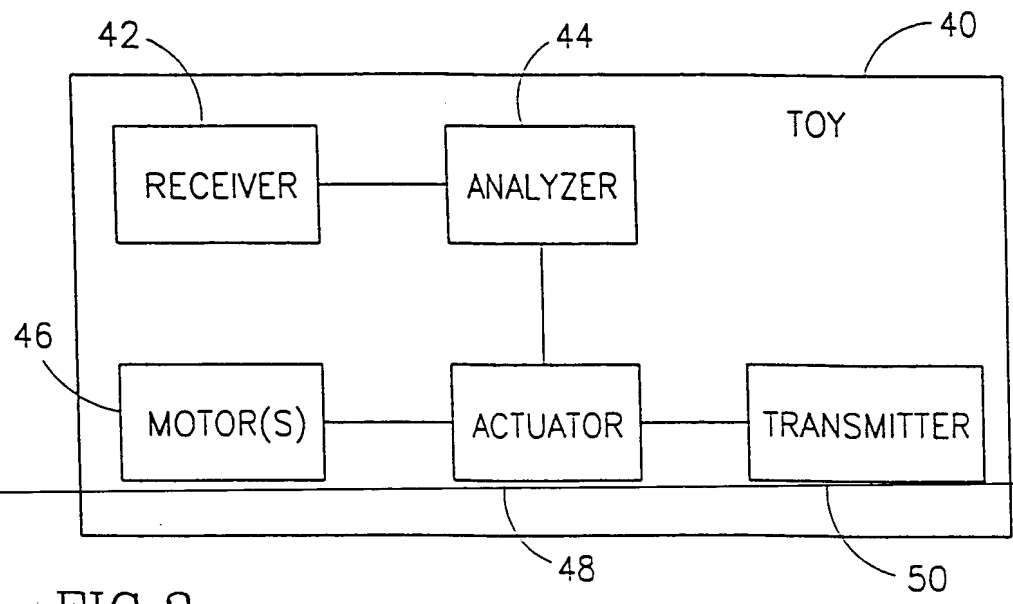 42
44
40
TOY
RECEIVER
ANALYZER
46
MOTOR(S)
ACTUATOR
TRANSMITTER
48
50